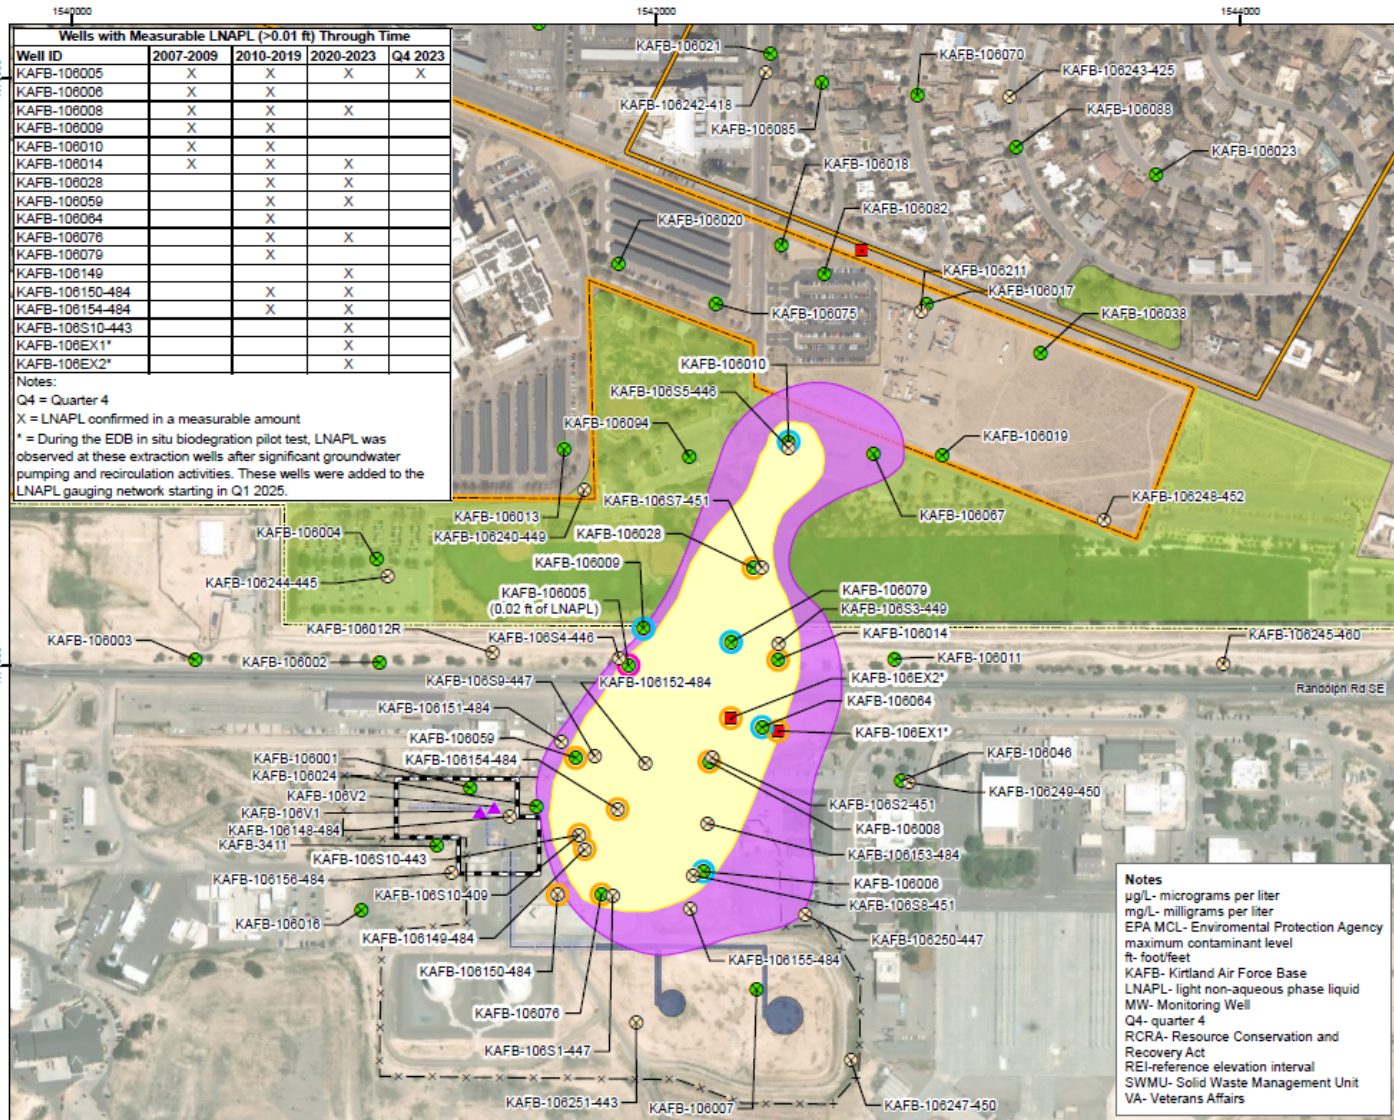 1540000
1542000
1544000
Wells with Measurable LNAPL (>0.01 ft) Through Time
Well ID 2007-2009 2010-2019 2020-2023 Q4 2023
KAFB-106005 X X X X
KAFB-106006 X X
KAFB-106008 X X X
KAFB-106009 X X
KAFB-106010 X X
KAFB-106014 X X X
KAFB-106028 X X
KAFB-106059 X X
KAFB-106064 X
KAFB-106076 X X
KAFB-106079 X
KAFB-106149 X
KAFB-106150-484 X X
KAFB-106154-484 X X
KAFB-106S10-443 X
KAFB-106EX1* X
KAFB-106EX2* X
Notes:
Q4 = Quarter 4
X = LNAPL confirmed in a measurable amount
* = During the EDB in situ biodegration pilot test, LNAPL was
observed at these extraction wells after significant groundwater
pumping and recirculation activities. These wells were added to the
LNAPL gauging network starting in Q1 2025.
KAFB-106021
KAFB-106070
KAFB-106243-425
KAFB-106242-418
KAFB-106088
KAFB-106085
KAFB-106023
KAFB-106018
KAFB-106082
KAFB-106020
KAFB-106211
KAFB-106017
KAFB-106075
KAFB-106038
KAFB-106010
KAFB-106S5-446
KAFB-106094
KAFB-106019
KAFB-106S7-451
KAFB-106248-452
KAFB-106013
KAFB-106067
KAFB-106004
KAFB-106240-449
KAFB-106028
KAFB-106009
KAFB-106244-445
KAFB-106005
(0.02 ft of LNAPL)
KAFB-106079
KAFB-106S3-449
KAFB-106012R
KAFB-106014
KAFB-106003
KAFB-106S4-446
KAFB-106245-460
KAFB-106002
KAFB-106011
KAFB-106S9-447
KAFB-106152-484
KAFB-106EX2*
Randolph Rd SE
KAFB-106151-484
KAFB-106064
KAFB-106059
KAFB-106EX1*
KAFB-106001
KAFB-106154-484
KAFB-106046
KAFB-106024
KAFB-106V2
KAFB-106249-450
KAFB-106V1
KAFB-106S2-451
KAFB-106148-484
KAFB-106008
KAFB-3411
KAFB-106S10-443
KAFB-106153-484
KAFB-106156-484
KAFB-106006
KAFB-106S10-409
KAFB-106S8-451
KAFB-106016
KAFB-106149-484
KAFB-106250-447
KAFB-106155-484
KAFB-106150-484
KAFB-106076
KAFB-106S1-447
KAFB-106251-443
KAFB-106007
KAFB-106247-450
Notes
µg/L- micrograms per liter
mg/L- milligrams per liter
EPA MCL- Enviromental Protection Agency
maximum contaminant level
ft- foot/feet
KAFB- Kirtland Air Force Base
LNAPL- light non-aqueous phase liquid
MW- Monitoring Well
Q4- quarter 4
RCRA- Resource Conservation and
Recovery Act
REI-reference elevation interval
SWMU- Solid Waste Management Unit
VA- Veterans Affairs